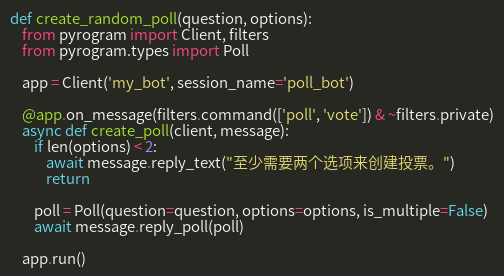 def create_random_poll(question, options):
    from pyrogram import Client, filters
    from pyrogram.types import Poll

    app = Client('my_bot', session_name='poll_bot')

    @app.on_message(filters.command(['poll', 'vote']) & ~filters.private)
    async def create_poll(client, message):
        if len(options) < 2:
            await message.reply_text("至少需要两个选项来创建投票。")
            return

        poll = Poll(question=question, options=options, is_multiple=False)
        await message.reply_poll(poll)

    app.run()